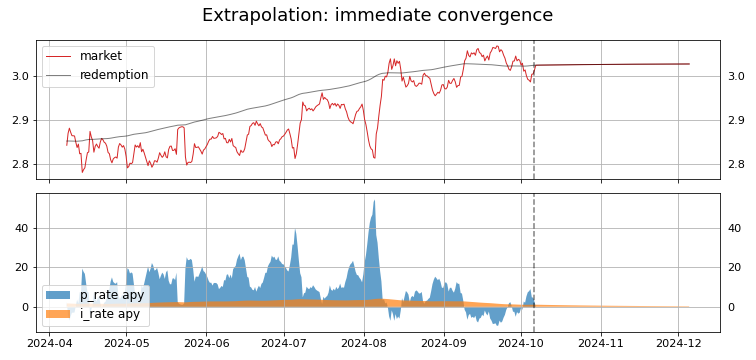 Extrapolation: immediate convergence
market
redemption
3.0
2.9
2.8
3.0
2.9
2.8
p_rate apy
i_rate apy
40
20
0
40
20
0
2024-04 2024-05 2024-06 2024-07 2024-08 2024-09 2024-10 2024-11 2024-12